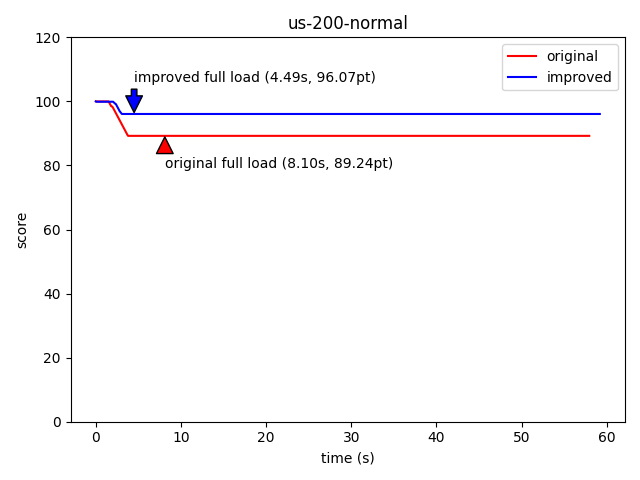 us-200-normal
120
100
80
60
40
20
0
score
original
improved
improved full load (4.49s, 96.07pt)
original full load (8.10s, 89.24pt)
0 10 20 30 40 50 60
time (s)